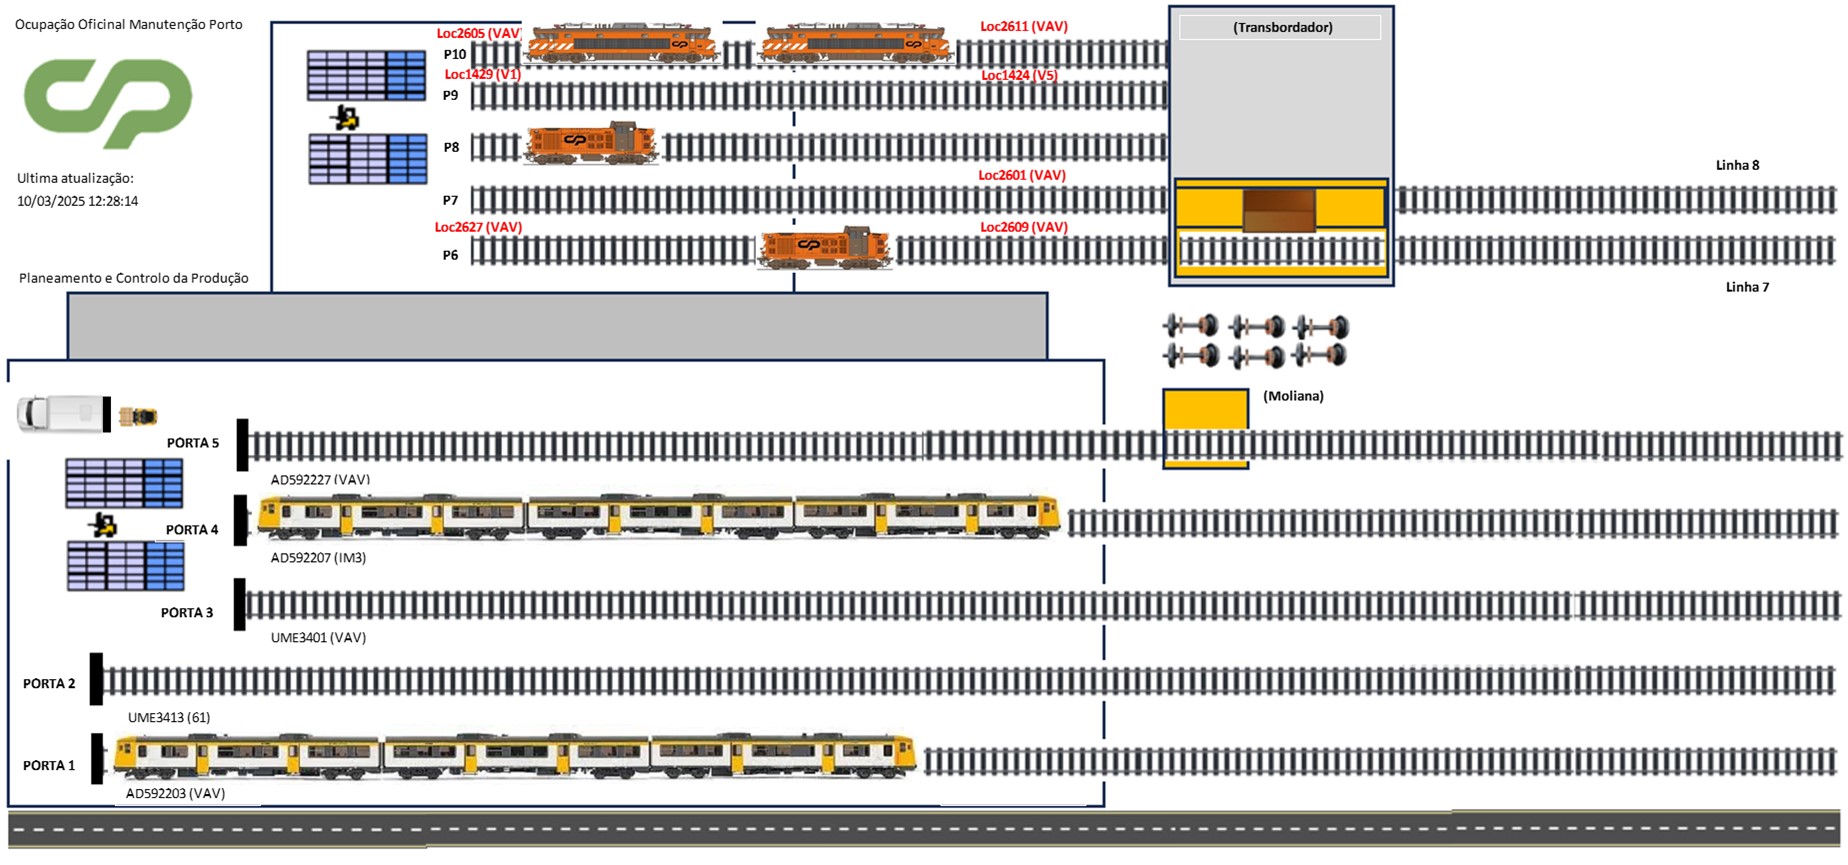 Ocupação Oficinal Manutenção Porto
Ultima atualização:
10/03/2025 12:28:14
Planeamento e Controlo da Produção
Loc2605 (VAV)
Loc2611 (VAV)
P10
Loc1429 (V1)
Loc1424 (V5)
P9
P8
Loc2601 (VAV)
P7
Loc2627 (VAV)
Loc2609 (VAV)
P6
(Transbordador)
Linha 8
Linha 7
(Moliana)
PORTA 5
AD592227 (VAV)
PORTA 4
AD592207 (IM3)
PORTA 3
UME3401 (VAV)
PORTA 2
UME3413 (61)
PORTA 1
AD592203 (VAV)